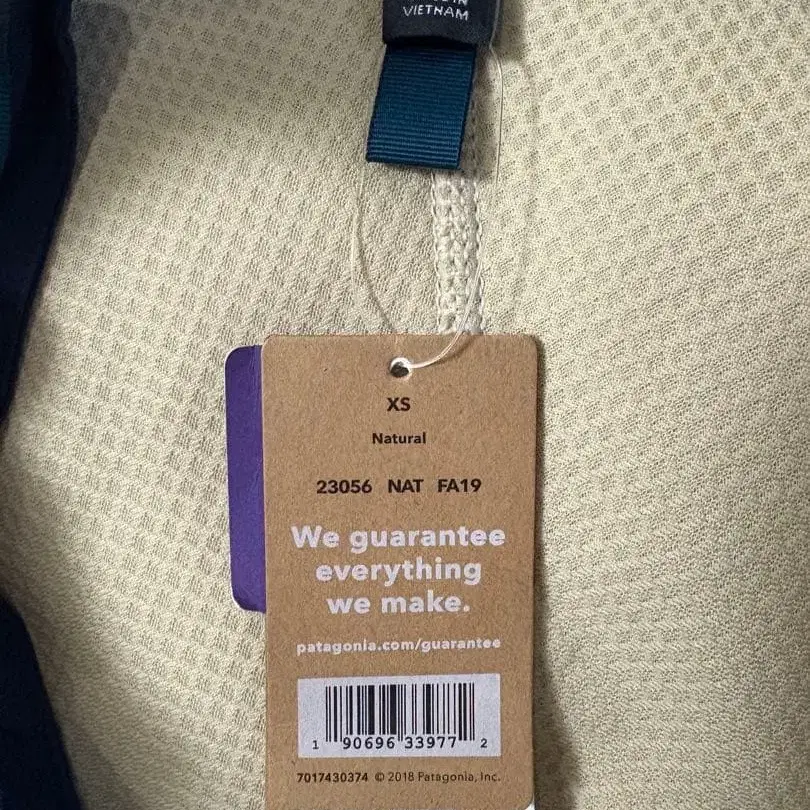 IN
VIETNAM
XS
Natural
23056 NAT FA19
We guarantee
everything
we make.
patagonia.com/guarantee
1 90696 33977 2
7017430374 © 2018 Patagonia, Inc.